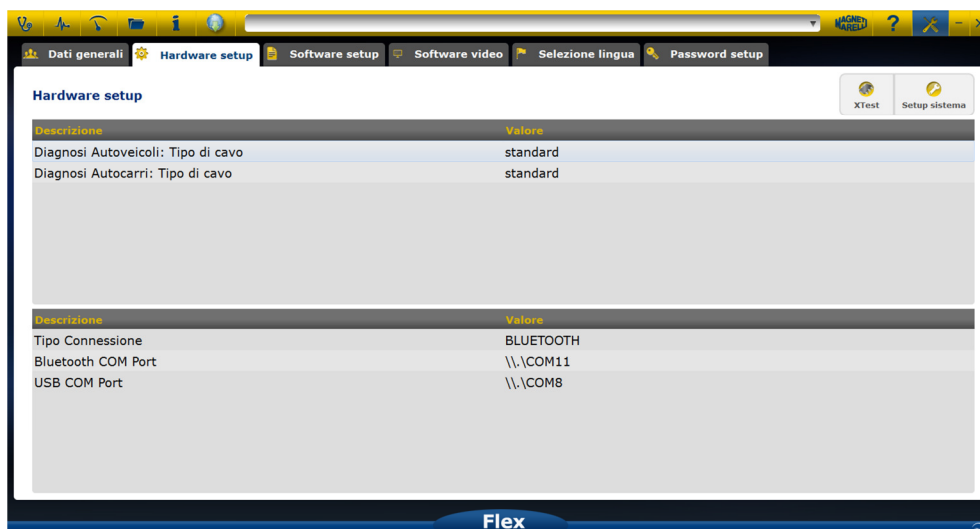 MAGNETI MARELLI ?
Dati generali Hardware setup Software setup Software video Selezione lingua Password setup
Hardware setup
XTest Setup sistema
Descrizione Valore
Diagnosi Autoveicoli: Tipo di cavo standard
Diagnosi Autocarri: Tipo di cavo standard
Descrizione Valore
Tipo Connessione BLUETOOTH
Bluetooth COM Port \\.\COM11
USB COM Port \\.\COM8
Flex